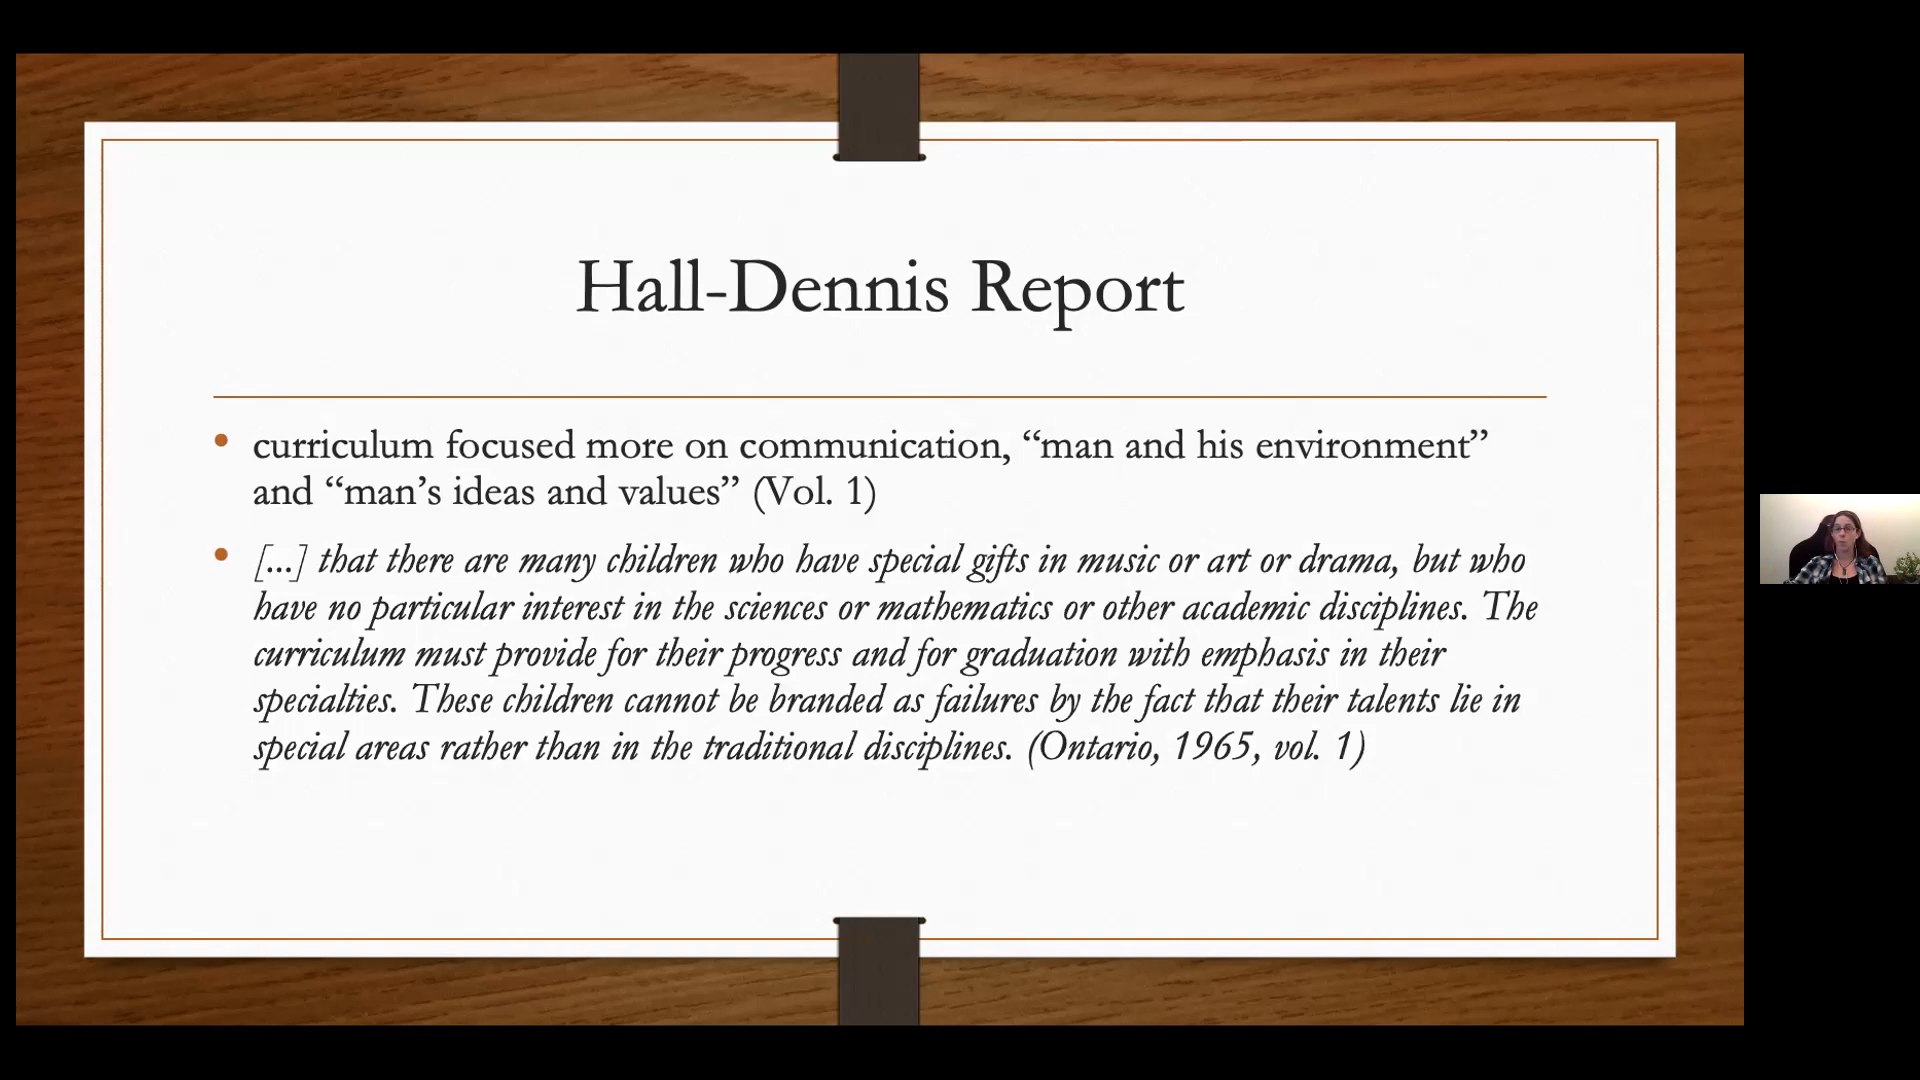 Hall-Dennis Report
• curriculum focused more on communication, “man and his environment”
and “man’s ideas and values” (Vol. 1)
• [...] that there are many children who have special gifts in music or art or drama, but who
have no particular interest in the sciences or mathematics or other academic disciplines. The
curriculum must provide for their progress and for graduation with emphasis in their
specialties. These children cannot be branded as failures by the fact that their talents lie in
special areas rather than in the traditional disciplines. (Ontario, 1965, vol. 1)